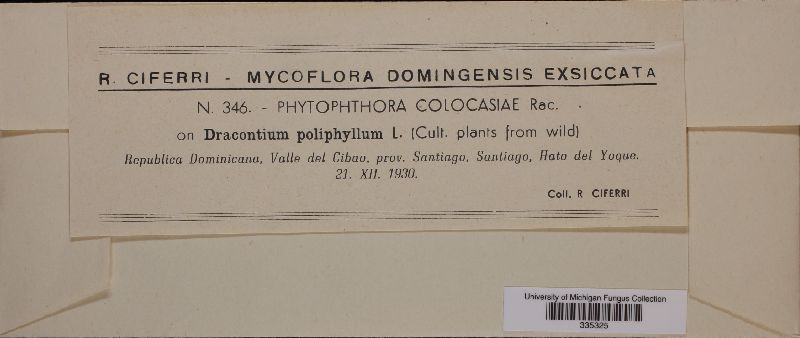 R. CIFERRI - MYCOFLORA DOMINGENSIS EXSICCATA
N. 346. - PHYTOPHTHORA COLOCASIAE Rac.
on Dracontium poliphyllum L. (Cult. plants from wild)
Republica Dominicana, Valle del Cibao, prov. Santiago, Santiago, Hato del Yaque.
21. XII. 1930.
Coll. R CIFERRI
University of Michigan Fungus Collection
335325